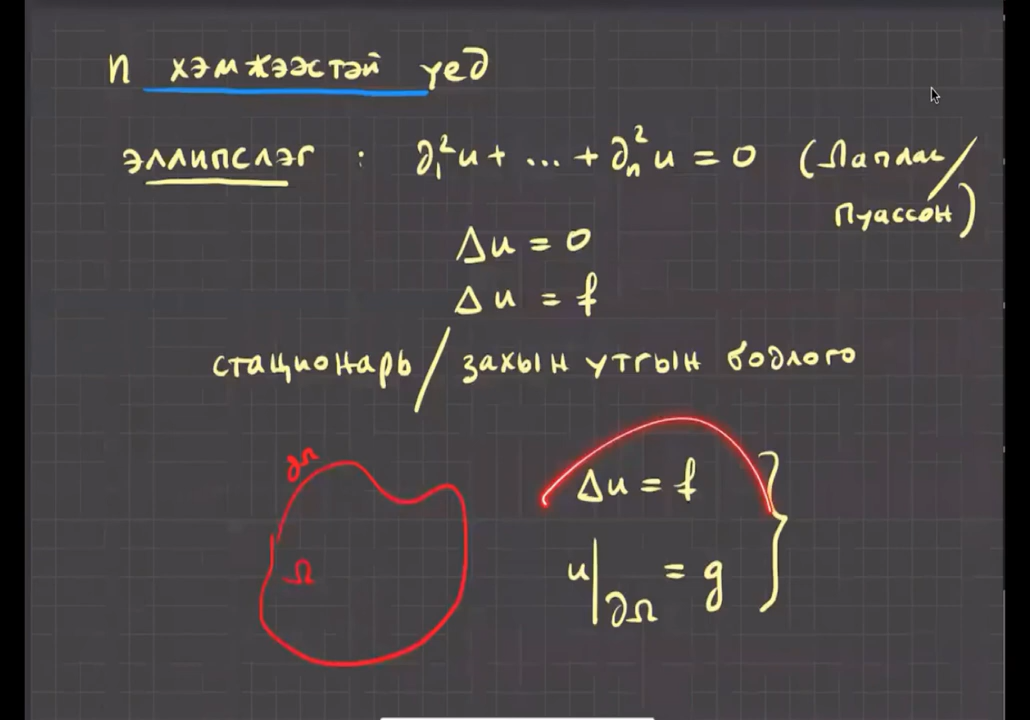 n хэмжээстэй үед
эллипслэг : ∂₁²u + ... + ∂ₙ²u = 0 (Лаплас/
Пуассон)
Δu = 0
Δu = f
стационарь / захын утгын бодлого
∂Ω
Δu = f
Ω
u|∂Ω = g